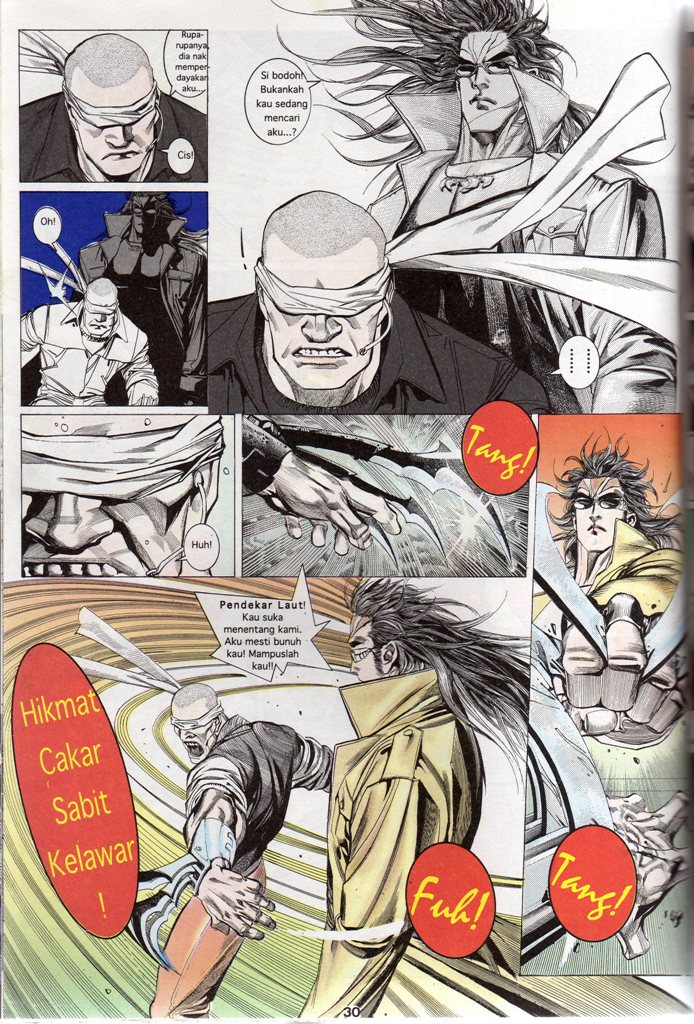 Rupa-
rupanya,
dia nak
memper-
dayakan
aku....
Cis!
Si bodoh!
Bukankah
kau sedang
mencari
aku...?
Oh!
!
Huh!
Tang!
Pendekar Laut!
Kau suka
menentang kami.
Aku mesti bunuh
kau! Mampuslah
kau!!
Hikmat
Cakar
Sabit
Kelawar
!
Fuh!
Tang!
30